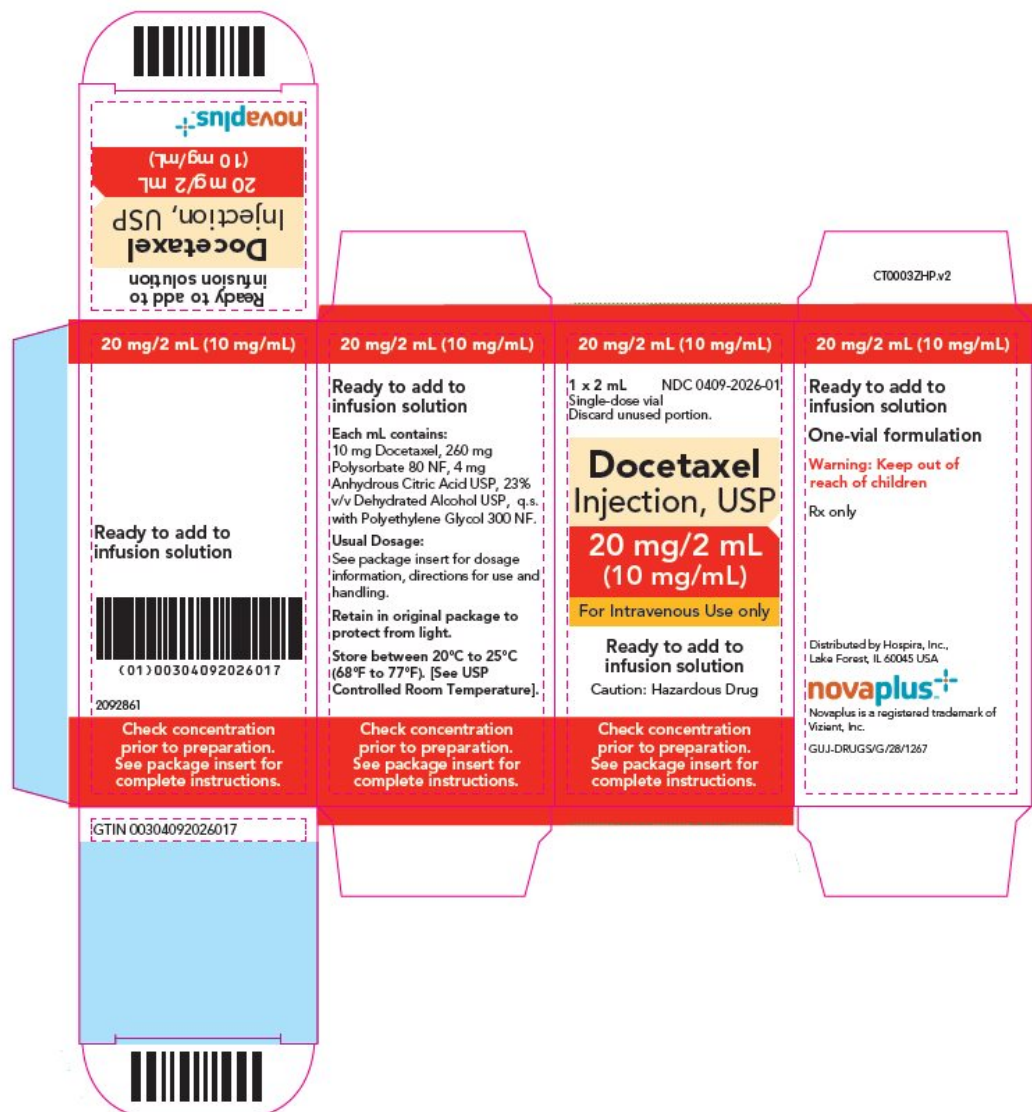 novaplus
20 mg/2 mL
(10 mg/mL)
Docetaxel
Injection, USP
Ready to add to
infusion solution
20 mg/2 mL (10 mg/mL)
Ready to add to
infusion solution
(01)00304092026017
2092861
Check concentration
prior to preparation.
See package insert for
complete instructions.
GTIN 00304092026017
20 mg/2 mL (10 mg/mL)
Ready to add to
infusion solution
Each mL contains:
10 mg Docetaxel, 260 mg
Polysorbate 80 NF, 4 mg
Anhydrous Citric Acid USP, 23%
v/v Dehydrated Alcohol USP, q.s.
with Polyethylene Glycol 300 NF.
Usual Dosage:
See package insert for dosage
information, directions for use and
handling.
Retain in original package to
protect from light.
Store between 20°C to 25°C
(68°F to 77°F). [See USP
Controlled Room Temperature].
Check concentration
prior to preparation.
See package insert for
complete instructions.
20 mg/2 mL (10 mg/mL)
1 x 2 mL NDC 0409-2026-01
Single-dose vial
Discard unused portion.
Docetaxel
Injection, USP
20 mg/2 mL
(10 mg/mL)
For Intravenous Use only
Ready to add to
infusion solution
Caution: Hazardous Drug
Check concentration
prior to preparation.
See package insert for
complete instructions.
CT0003ZHP.v2
20 mg/2 mL (10 mg/mL)
Ready to add to
infusion solution
One-vial formulation
Warning: Keep out of
reach of children
Rx only
Distributed by Hospira, Inc.,
Lake Forest, IL 60045 USA
novaplus
Novaplus is a registered trademark of
Vizient, Inc.
GUJ-DRUGS/G/28/1267